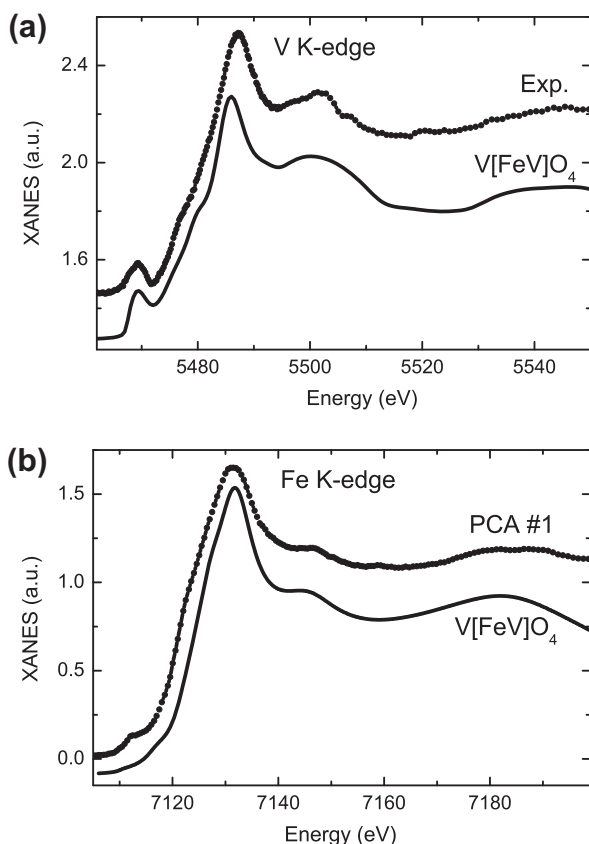 (a)
V K-edge
Exp.
V[FeV]O₄
2.4
2.0
1.6
XANES (a.u.)
5480 5500 5520 5540
Energy (eV)
(b)
Fe K-edge
PCA #1
V[FeV]O₄
1.5
1.0
0.5
0.0
XANES (a.u.)
7120 7140 7160 7180
Energy (eV)